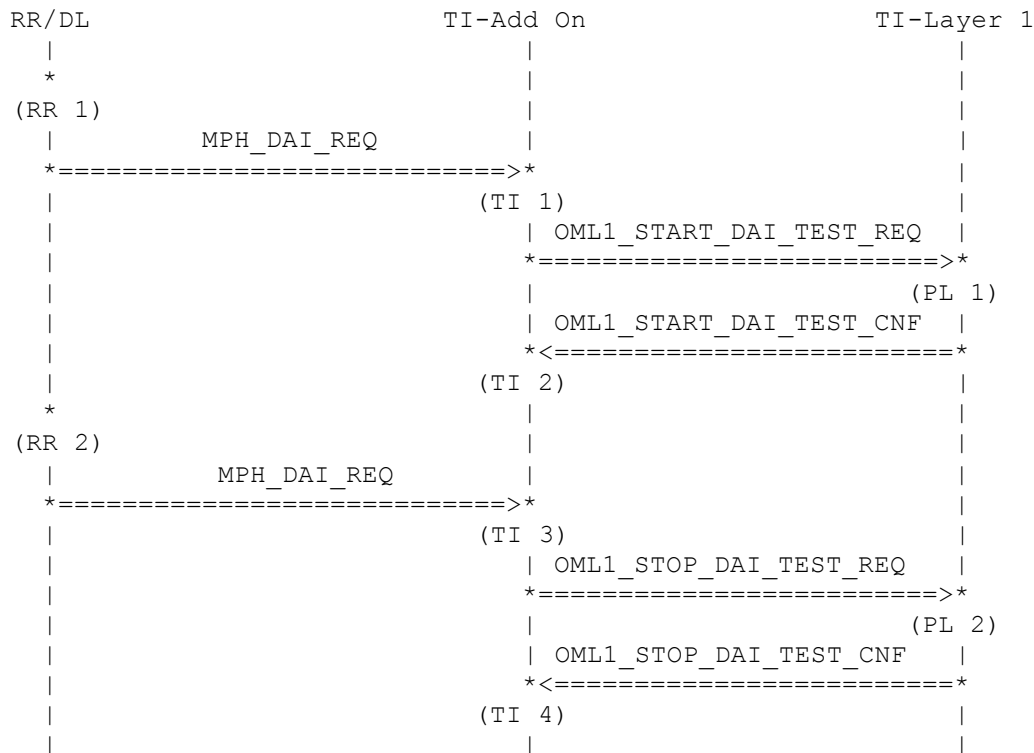 RR/DL                    TI-Add On                  TI-Layer 1
  |                             |                          |
  *                             |                          |
(RR 1)                          |                          |
  |         MPH_DAI_REQ         |                          |
  *============================>*                          |
  |                          (TI 1)                        |
  |                             | OML1_START_DAI_TEST_REQ  |
  |                             *=========================>*
  |                             |                       (PL 1)
  |                             | OML1_START_DAI_TEST_CNF  |
  |                             *<=========================*
  |                          (TI 2)                        |
  *                             |                          |
(RR 2)                          |                          |
  |          MPH_DAI_REQ        |                          |
  *============================>*                          |
  |                          (TI 3)                        |
  |                             | OML1_STOP_DAI_TEST_REQ   |
  |                             *=========================>*
  |                             |                       (PL 2)
  |                             | OML1_STOP_DAI_TEST_CNF   |
  |                             *<=========================*
  |                          (TI 4)                        |
  |                             |                          |